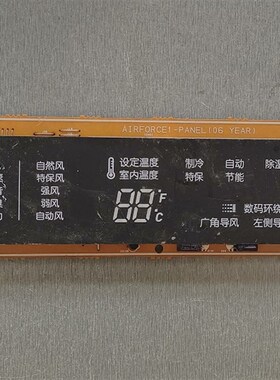 AIRFORCE1-PANEL(06 YEAR)
自然风 设定温度 制冷 自动 除湿
特保风 室内温度 特保 节能
强风 88°F
弱风 °C 数码环绕
自动风 广角导风 左侧导